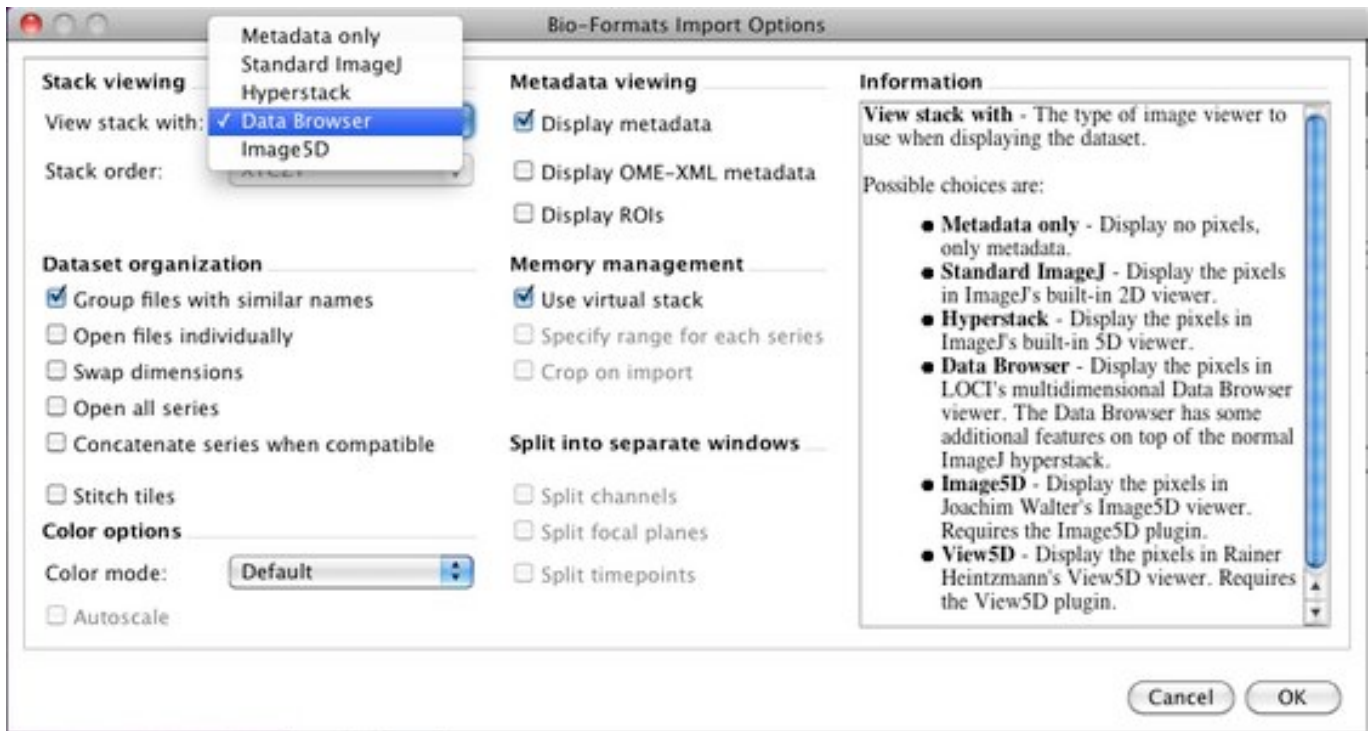 Bio-Formats Import Options
Stack viewing
View stack with:
Metadata only
Standard ImageJ
Hyperstack
✓ Data Browser
Image5D
Stack order:
Dataset organization
Group files with similar names
Open files individually
Swap dimensions
Open all series
Concatenate series when compatible
Stitch tiles
Color options
Color mode: Default
Autoscale
Metadata viewing
Display metadata
Display OME-XML metadata
Display ROIs
Memory management
Use virtual stack
Specify range for each series
Crop on import
Split into separate windows
Split channels
Split focal planes
Split timepoints
Information
View stack with - The type of image viewer to
use when displaying the dataset.
Possible choices are:
• Metadata only - Display no pixels,
only metadata.
• Standard ImageJ - Display the pixels
in ImageJ's built-in 2D viewer.
• Hyperstack - Display the pixels in
ImageJ's built-in 5D viewer.
• Data Browser - Display the pixels in
LOCI's multidimensional Data Browser
viewer. The Data Browser has some
additional features on top of the normal
ImageJ hyperstack.
• Image5D - Display the pixels in
Joachim Walter's Image5D viewer.
Requires the Image5D plugin.
• View5D - Display the pixels in Rainer
Heintzmann's View5D viewer. Requires
the View5D plugin.
Cancel
OK